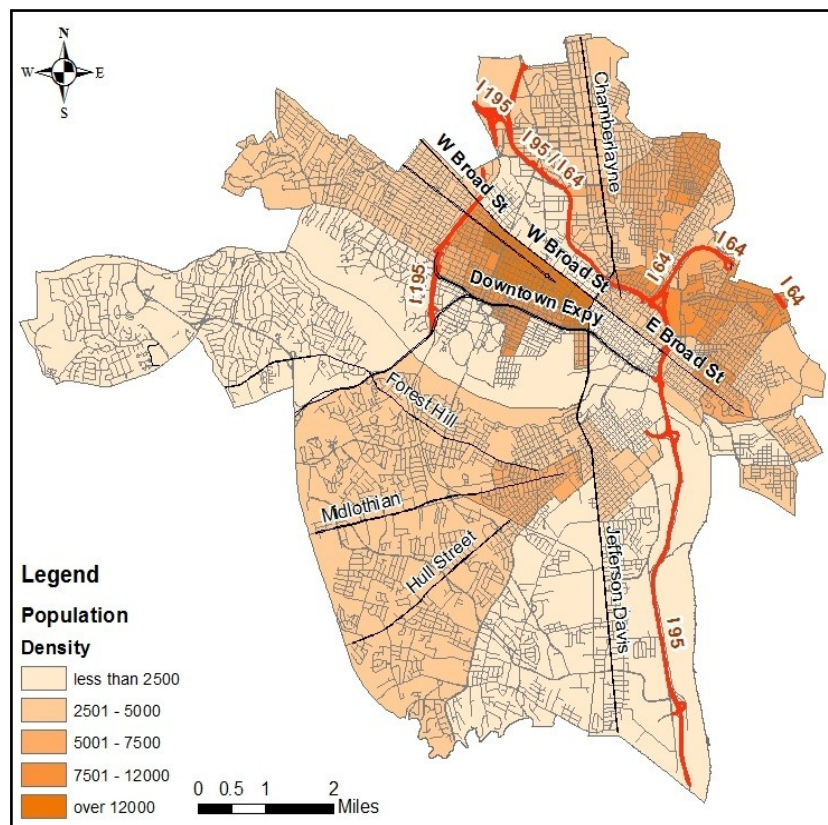 N
W E
S
I 195
I 95 / I 64
Chamberlayne
W Broad St
W Broad St
I 64
I 64
I 64
I 195
Downtown Expy
E Broad St
Forest Hill
Midlothian
Hull Street
Jefferson Davis
I 95
Legend
Population
Density
less than 2500
2501 - 5000
5001 - 7500
7501 - 12000
over 12000
0 0.5 1 2
Miles